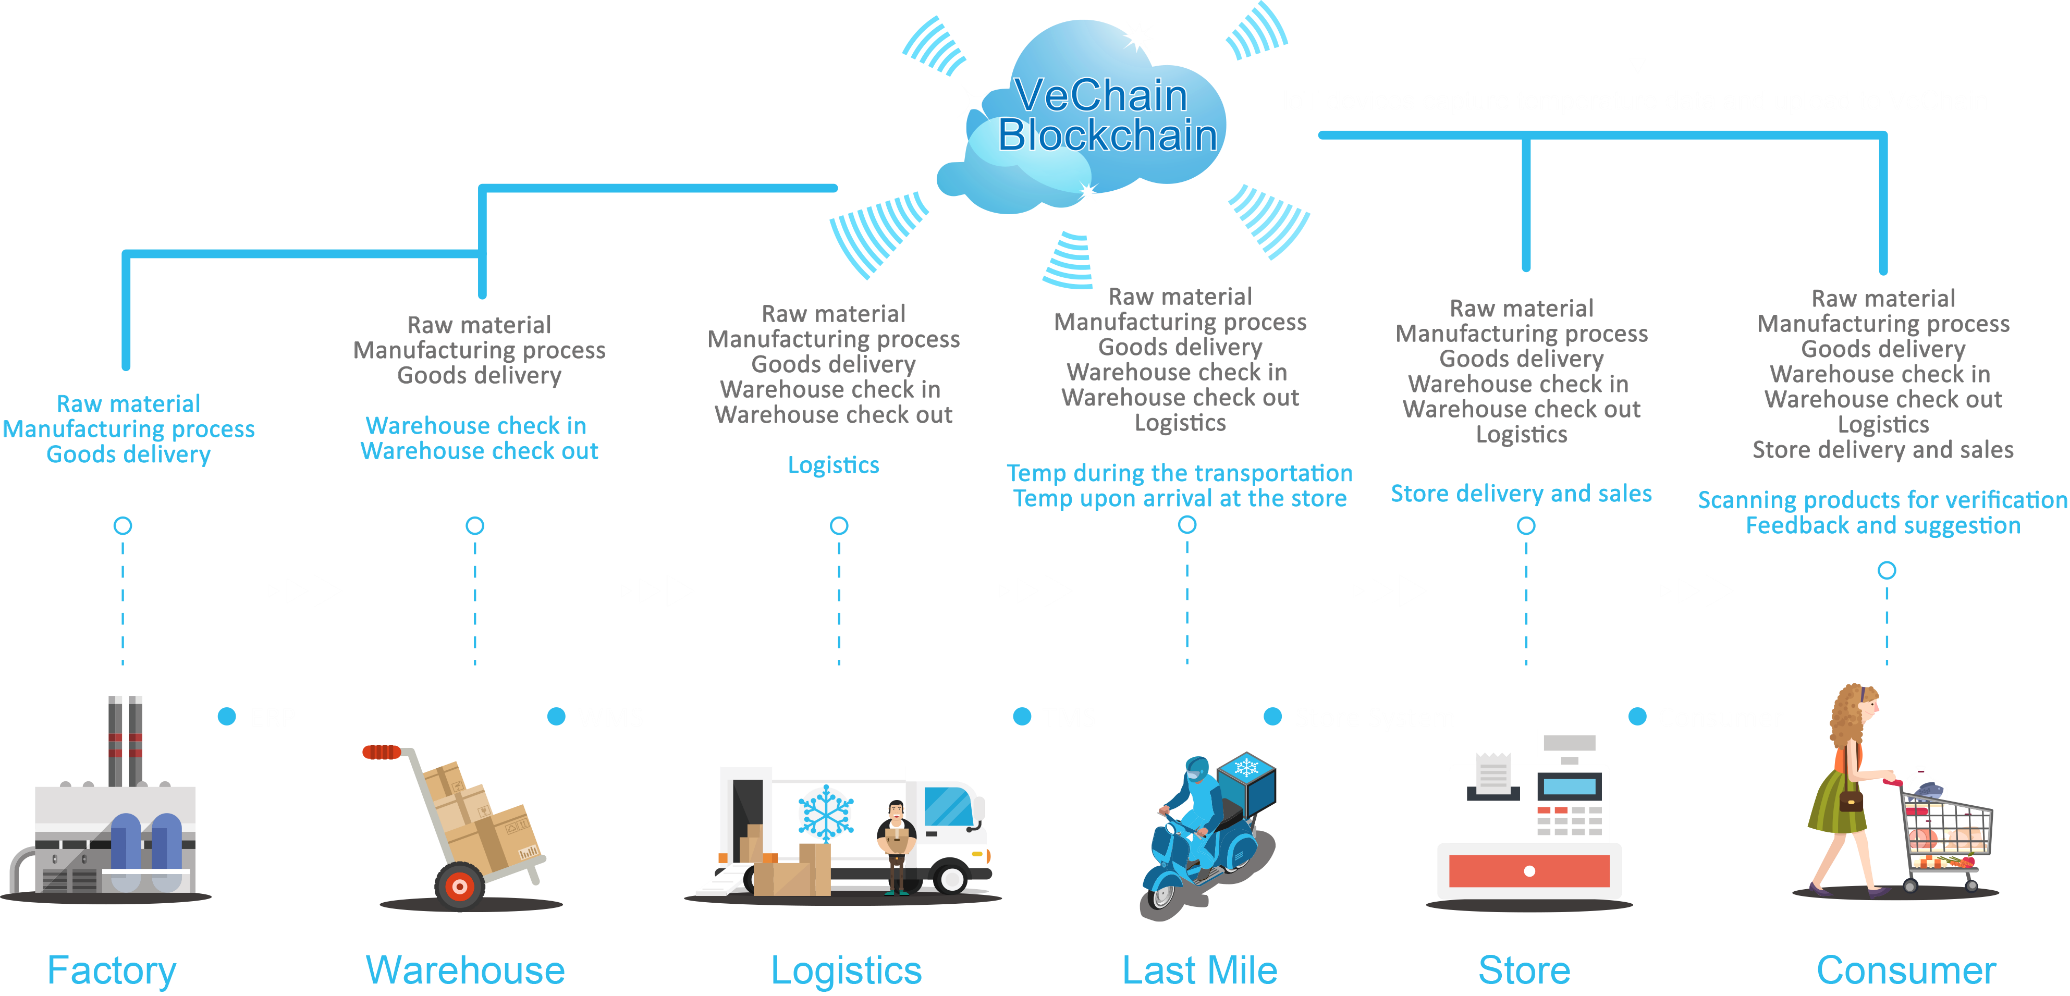 VeChain
Blockchain
Raw material
Manufacturing process
Goods delivery
Raw material
Manufacturing process
Goods delivery
Warehouse check in
Warehouse check out
Raw material
Manufacturing process
Goods delivery
Warehouse check in
Warehouse check out
Logistics
Raw material
Manufacturing process
Goods delivery
Warehouse check in
Warehouse check out
Logistics
Temp during the transportation
Temp upon arrival at the store
Raw material
Manufacturing process
Goods delivery
Warehouse check in
Warehouse check out
Logistics
Store delivery and sales
Raw material
Manufacturing process
Goods delivery
Warehouse check in
Warehouse check out
Logistics
Store delivery and sales
Scanning products for verification
Feedback and suggestion
Factory
Warehouse
Logistics
Last Mile
Store
Consumer